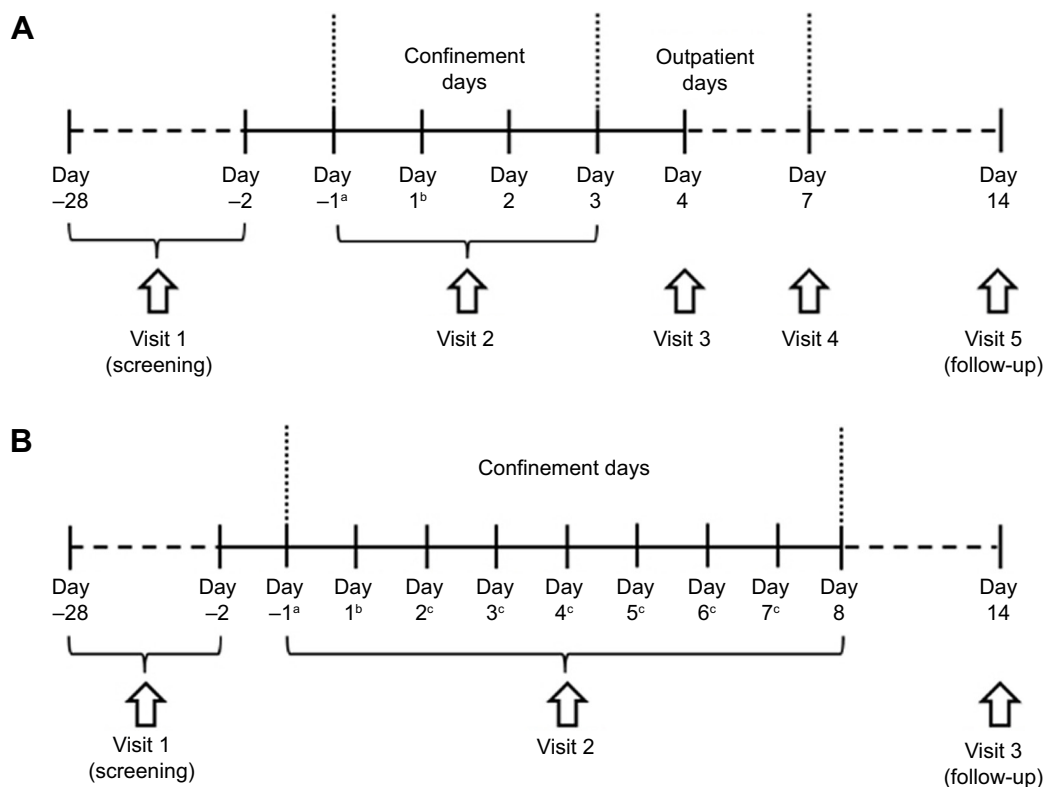 A
Confinement
days
Outpatient
days
Day
–28
Day
–2
Day
–1ᵃ
Day
1ᵇ
Day
2
Day
3
Day
4
Day
7
Day
14
Visit 1
(screening)
Visit 2
Visit 3
Visit 4
Visit 5
(follow-up)
B
Confinement days
Day
–28
Day
–2
Day
–1ᵃ
Day
1ᵇ
Day
2ᶜ
Day
3ᶜ
Day
4ᶜ
Day
5ᶜ
Day
6ᶜ
Day
7ᶜ
Day
8
Day
14
Visit 1
(screening)
Visit 2
Visit 3
(follow-up)